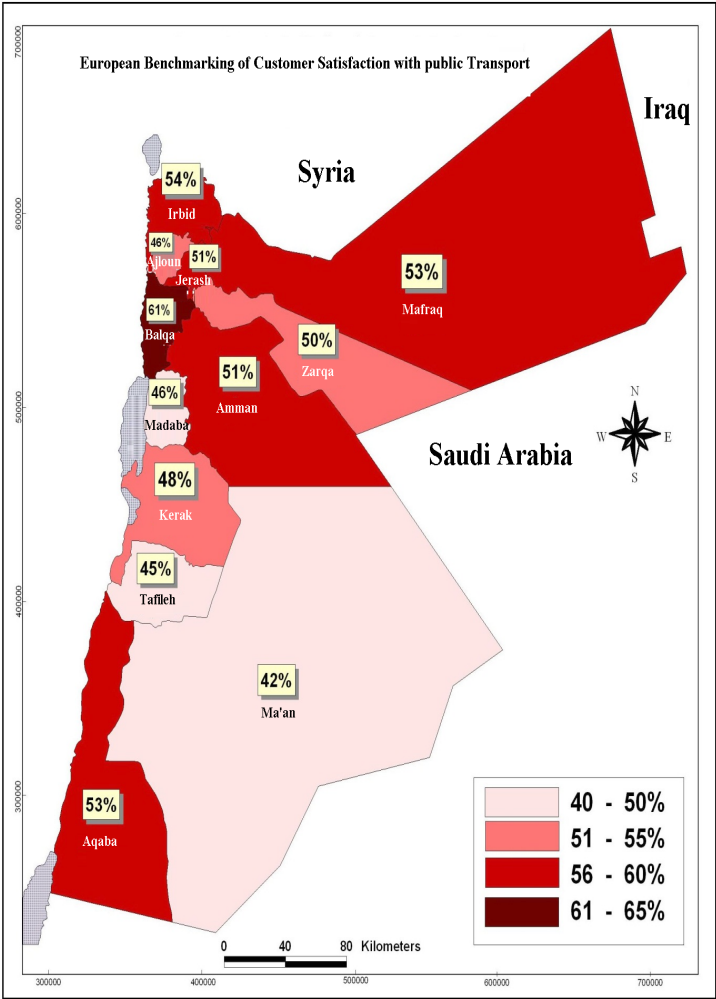 European Benchmarking of Customer Satisfaction with public Transport
700000
Iraq
Syria
54%
Irbid
600000
46%
Ajloun
51%
Jerash
53%
Mafraq
61%
Balqa
50%
Zarqa
51%
Amman
46%
Madaba
500000
N
W
E
S
Saudi Arabia
48%
Kerak
45%
Tafileh
400000
42%
Ma'an
53%
Aqaba
300000
40 - 50%
51 - 55%
56 - 60%
61 - 65%
0 40 80 Kilometers
300000 400000 500000 600000 700000